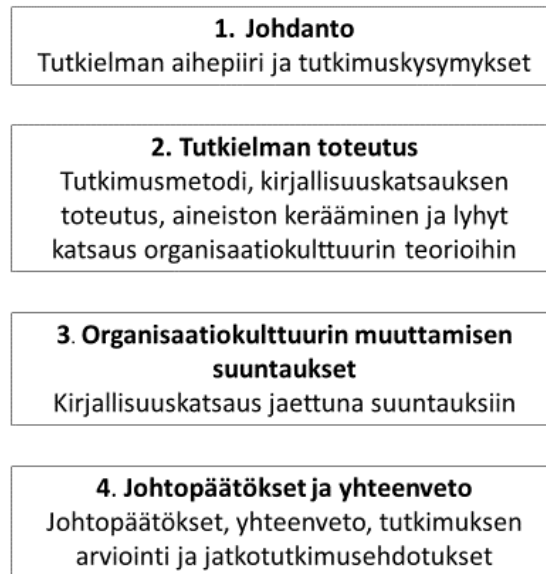 1. Johdanto
Tutkielman aihepiiri ja tutkimuskysymykset
2. Tutkielman toteutus
Tutkimusmetodi, kirjallisuuskatsauksen
toteutus, aineiston kerääminen ja lyhyt
katsaus organisaatiokulttuurin teorioihin
3. Organisaatiokulttuurin muuttamisen
suuntaukset
Kirjallisuuskatsaus jaettuna suuntauksiin
4. Johtopäätökset ja yhteenveto
Johtopäätökset, yhteenveto, tutkimuksen
arviointi ja jatkotutkimusehdotukset